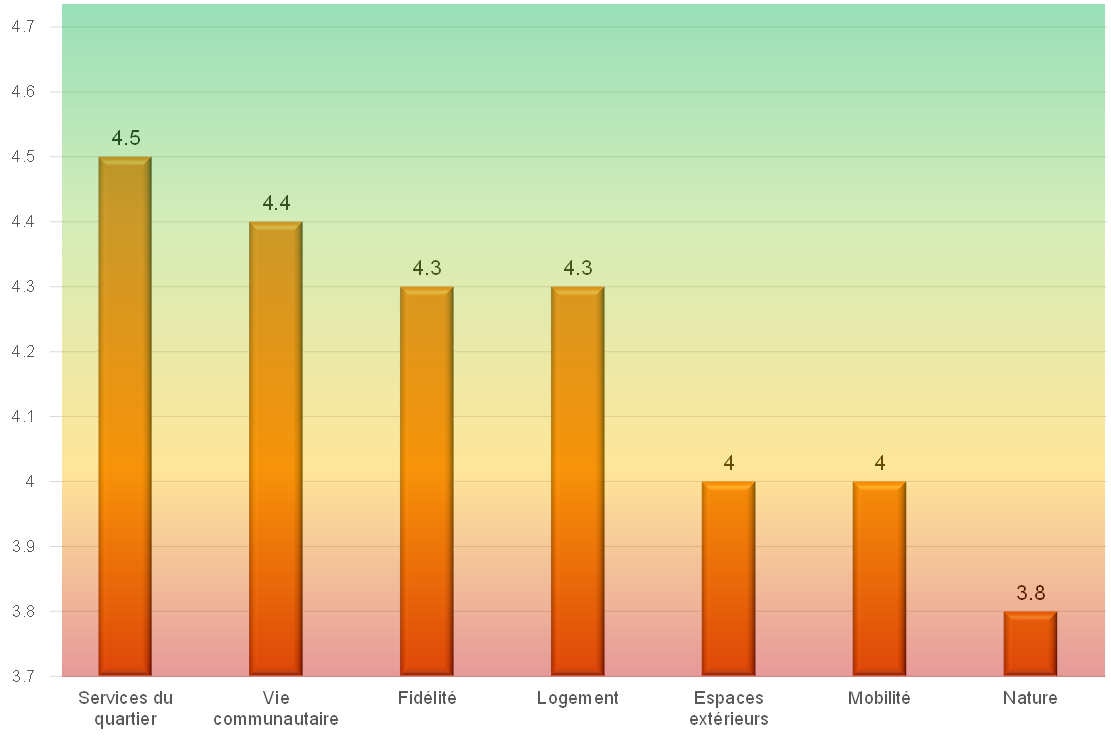 4.7
4.6
4.5
4.4
4.3
4.2
4.1
4
3.9
3.8
3.7
4.5
4.4
4.3
4.3
4
4
3.8
Services du
quartier
Vie
communautaire
Fidélité
Logement
Espaces
extérieurs
Mobilité
Nature